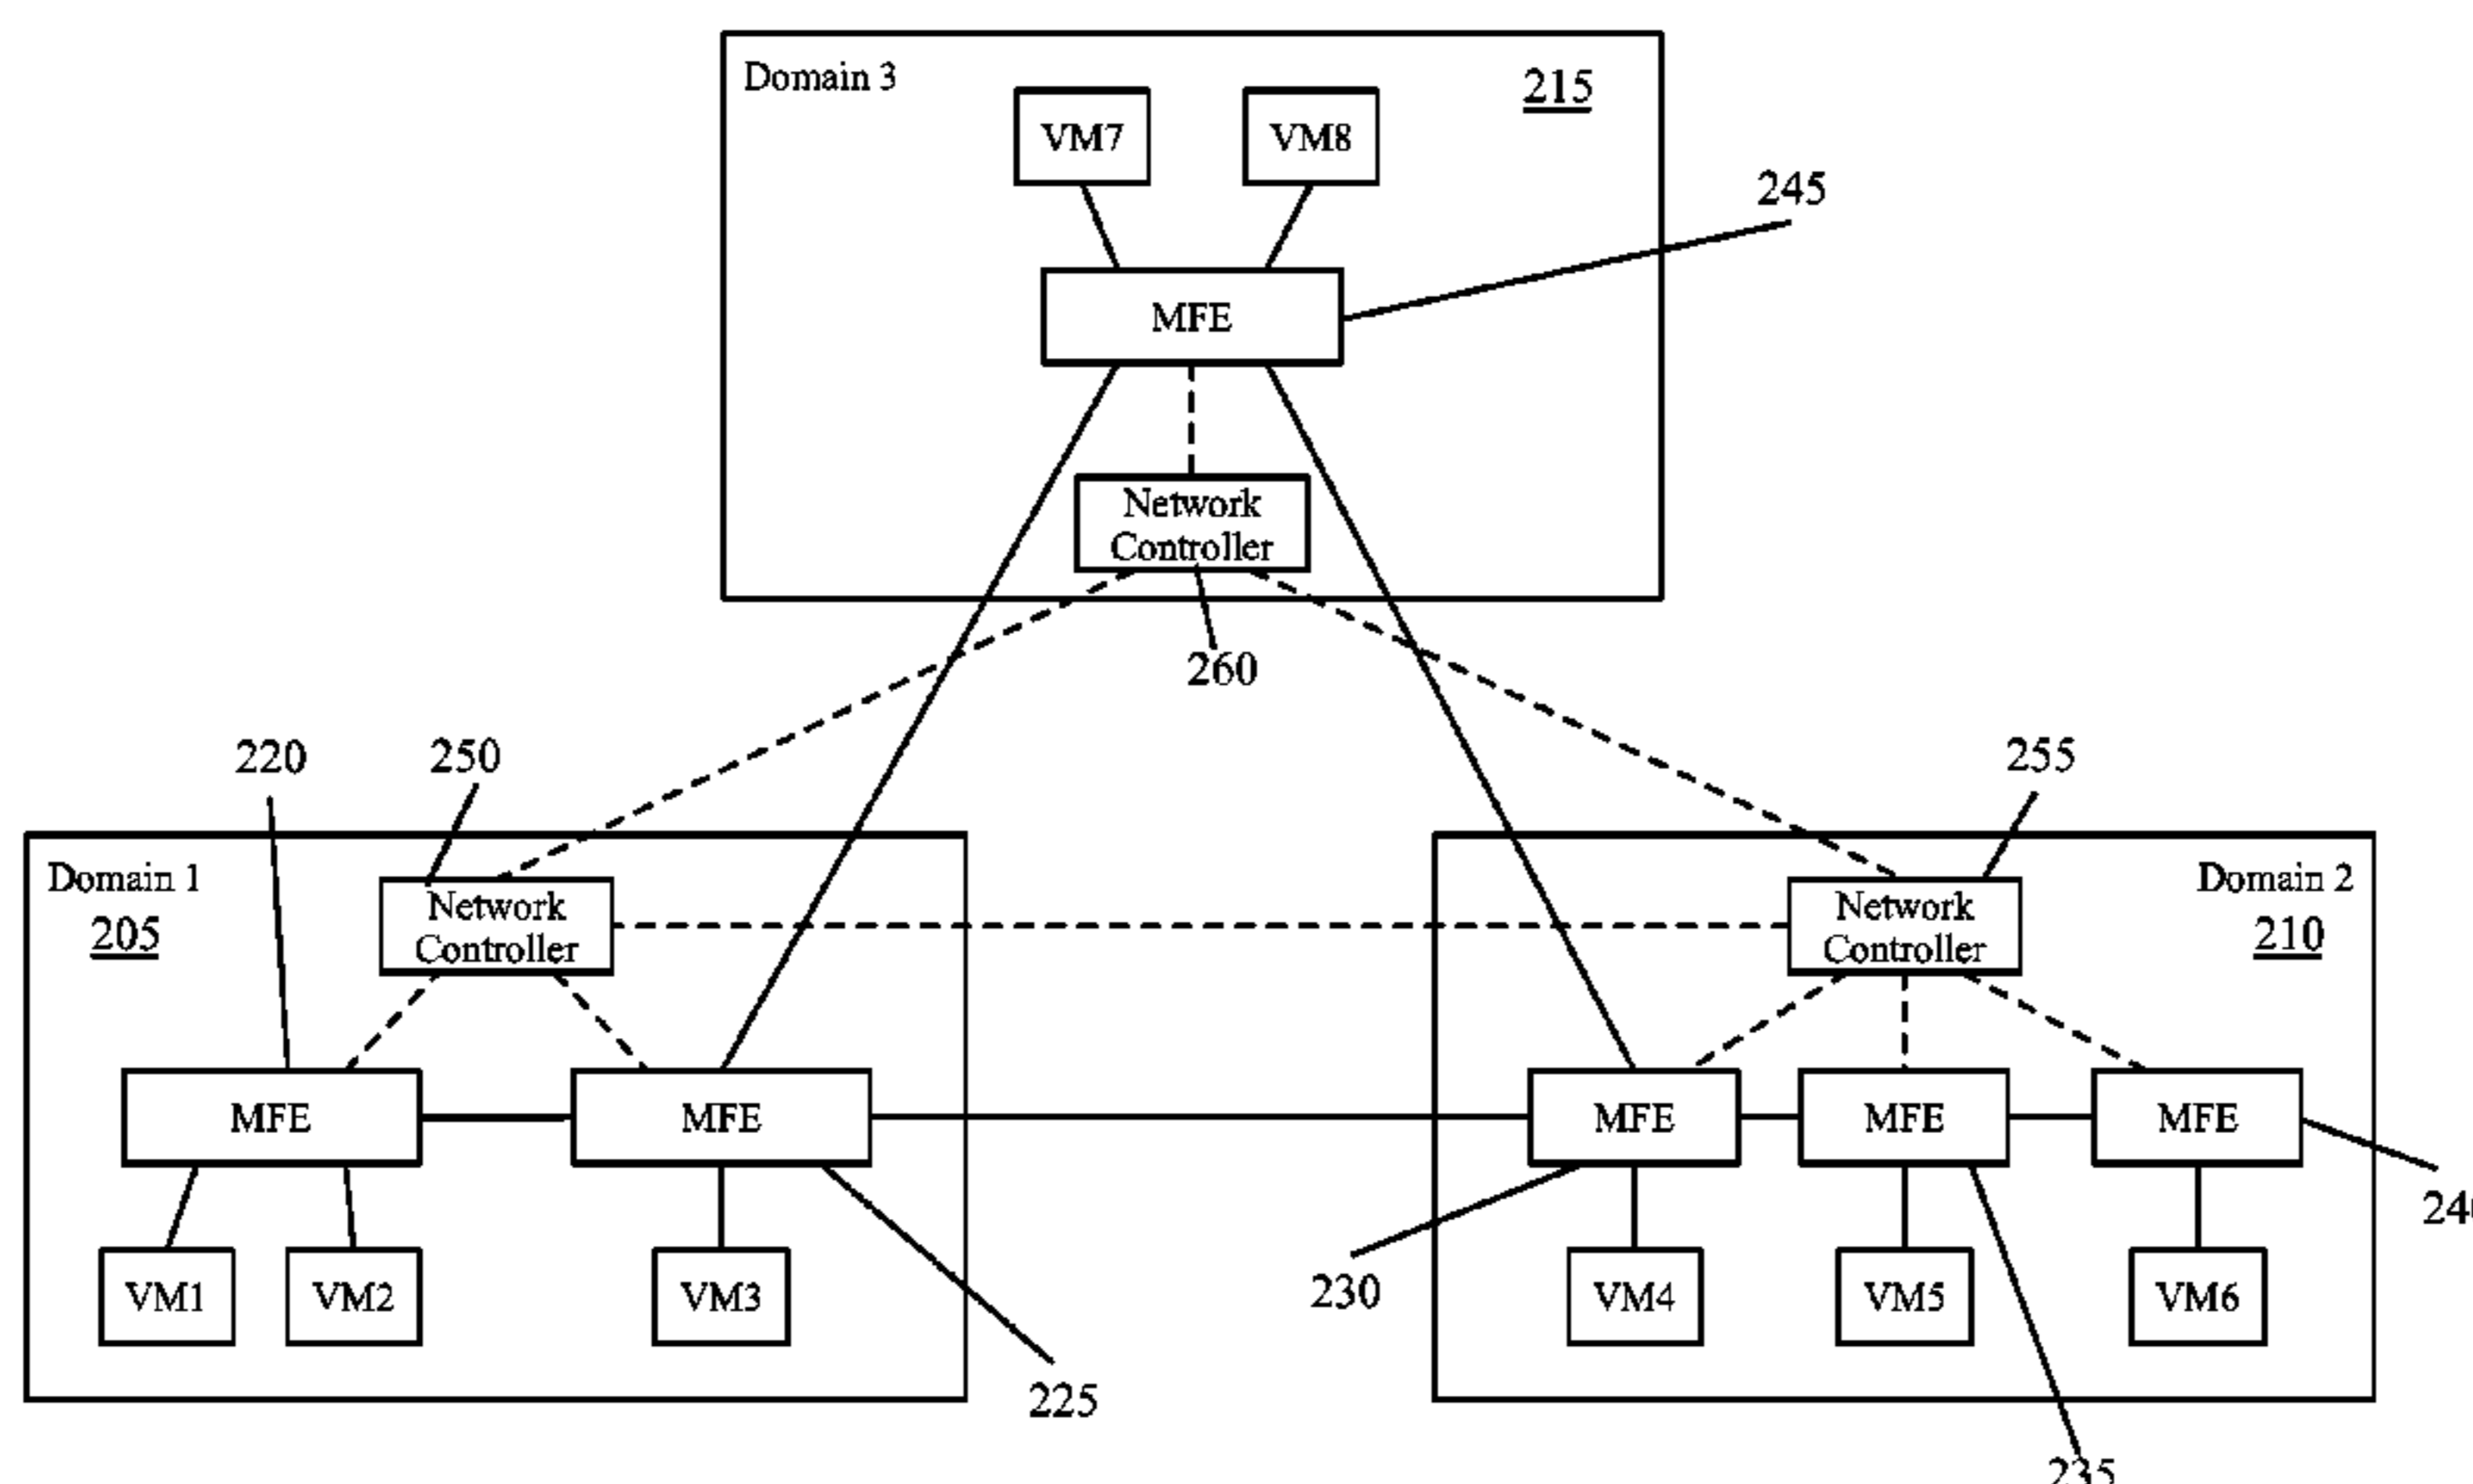 Domain 3
215
VM7
VM8
245
MFE
Network
Controller
260
220
250
255
Domain 1
205
Network
Controller
Domain 2
210
Network
Controller
MFE
MFE
MFE
MFE
MFE
VM1
VM2
VM3
230
VM4
VM5
VM6
225
235